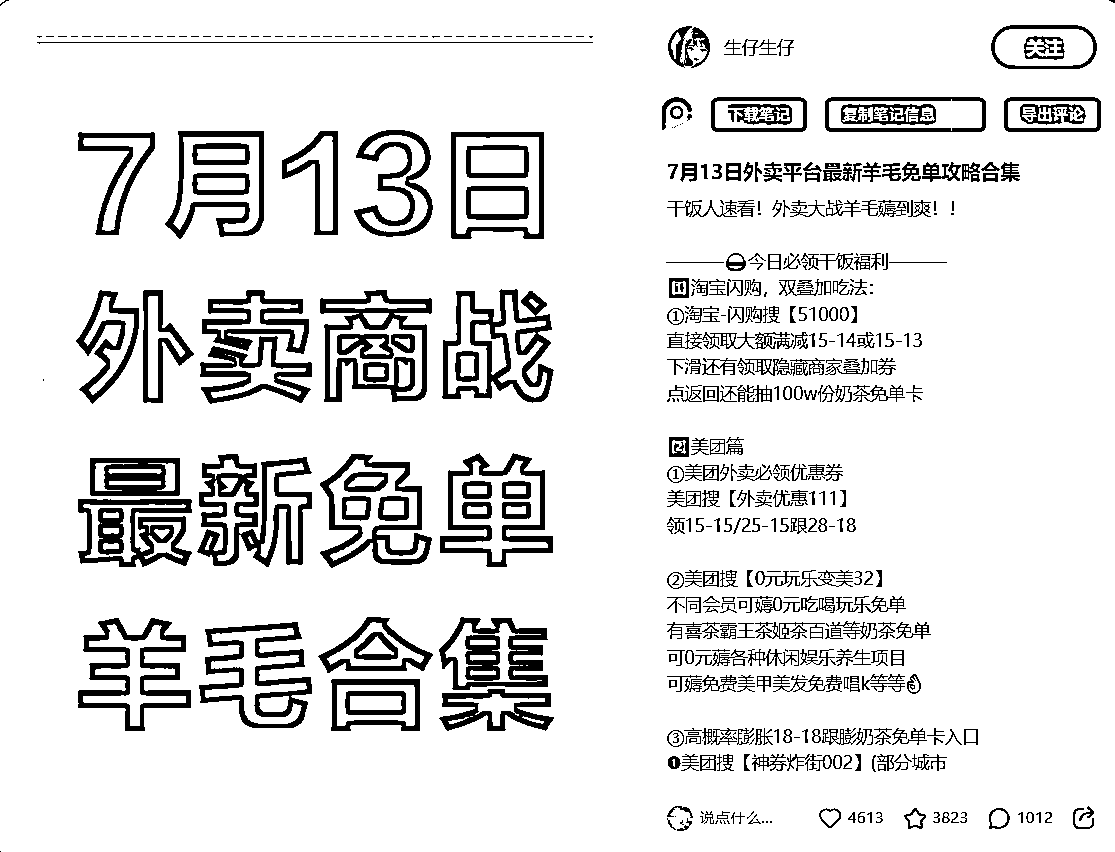 7月13日
外卖商战
最新免单
羊毛合集
生仔生仔
关注
下载笔记
复制笔记信息
导出评论
7月13日外卖平台最新羊毛免单攻略合集
干饭人速看！外卖大战羊毛薅到爽！！
————今日必领干饭福利————
1淘宝闪购，双叠加吃法：
①淘宝-闪购搜【51000】
直接领取大额满减15-14或15-13
下滑还有领取隐藏商家叠加券
点返回还能抽100w份奶茶免单卡
2美团篇
①美团外卖必领优惠券
美团搜【外卖优惠111】
领15-15/25-15跟28-18
②美团搜【0元玩乐变美32】
不同会员可薅0元吃喝玩乐免单
有喜茶霸王茶姬茶百道等奶茶免单
可0元薅各种休闲娱乐养生项目
可薅免费美甲美发免费唱k等等👌
③高概率膨胀18-18跟膨奶茶免单卡入口
❶美团搜【神券炸街002】(部分城市
说点什么...
4613
3823
1012